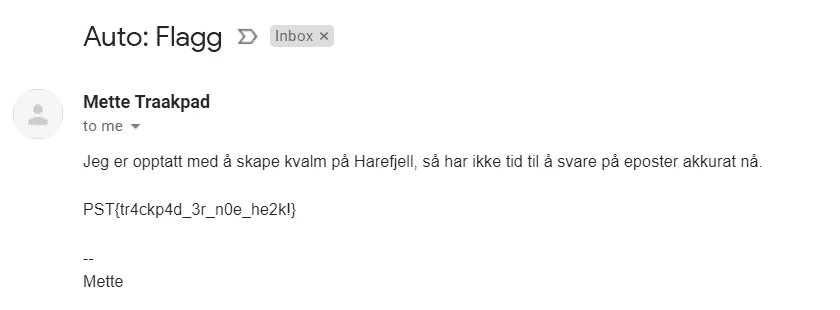 Auto: Flagg Inbox ×
Mette Traakpad
to me
Jeg er opptatt med å skape kvalm på Harefjell, så har ikke tid til å svare på eposter akkurat nå.
PST{tr4ckp4d_3r_n0e_he2k!}
--
Mette